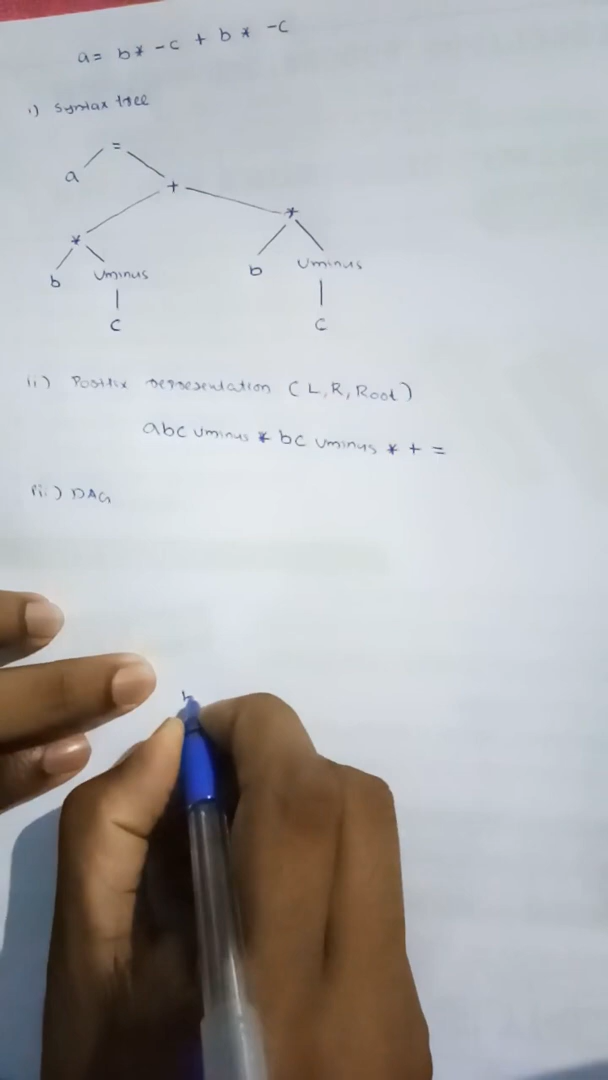 a= b* -c + b * -c
i) Syntax tree
=
a
+
*
*
b
uminus
b
uminus
c
c
ii) Postfix representation (L, R, Root)
abc uminus * bc uminus * + =
iii) DAG